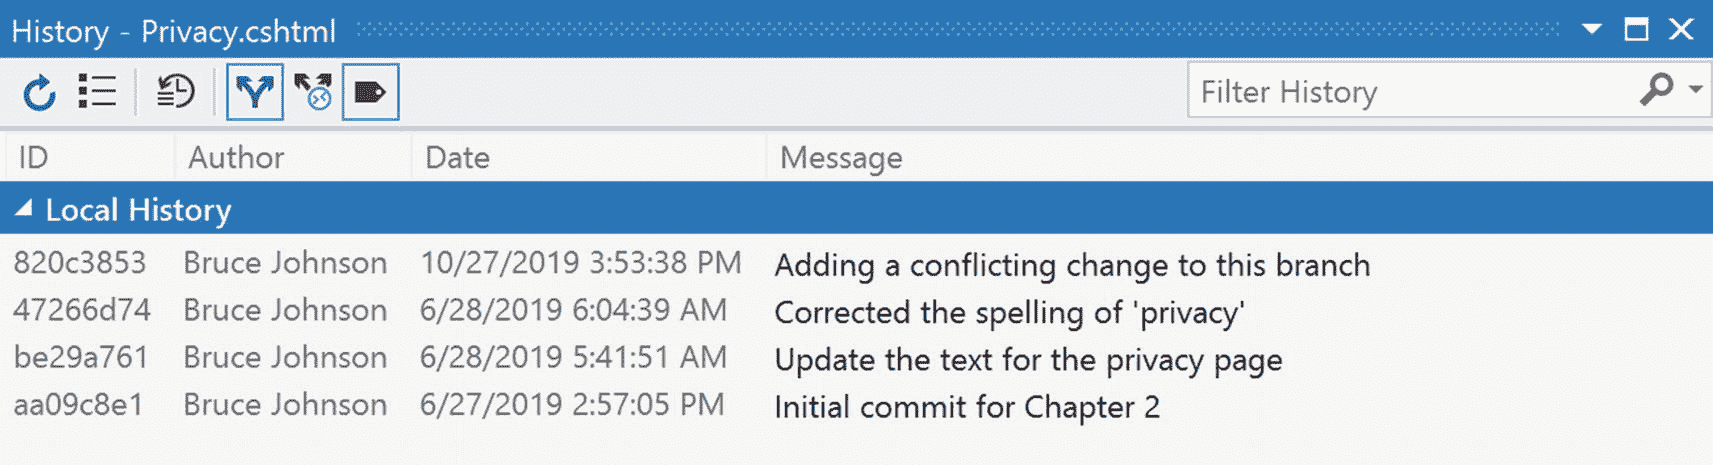 History - Privacy.cshtml
Filter History
ID Author Date Message
Local History
820c3853 Bruce Johnson 10/27/2019 3:53:38 PM Adding a conflicting change to this branch
47266d74 Bruce Johnson 6/28/2019 6:04:39 AM Corrected the spelling of 'privacy'
be29a761 Bruce Johnson 6/28/2019 5:41:51 AM Update the text for the privacy page
aa09c8e1 Bruce Johnson 6/27/2019 2:57:05 PM Initial commit for Chapter 2